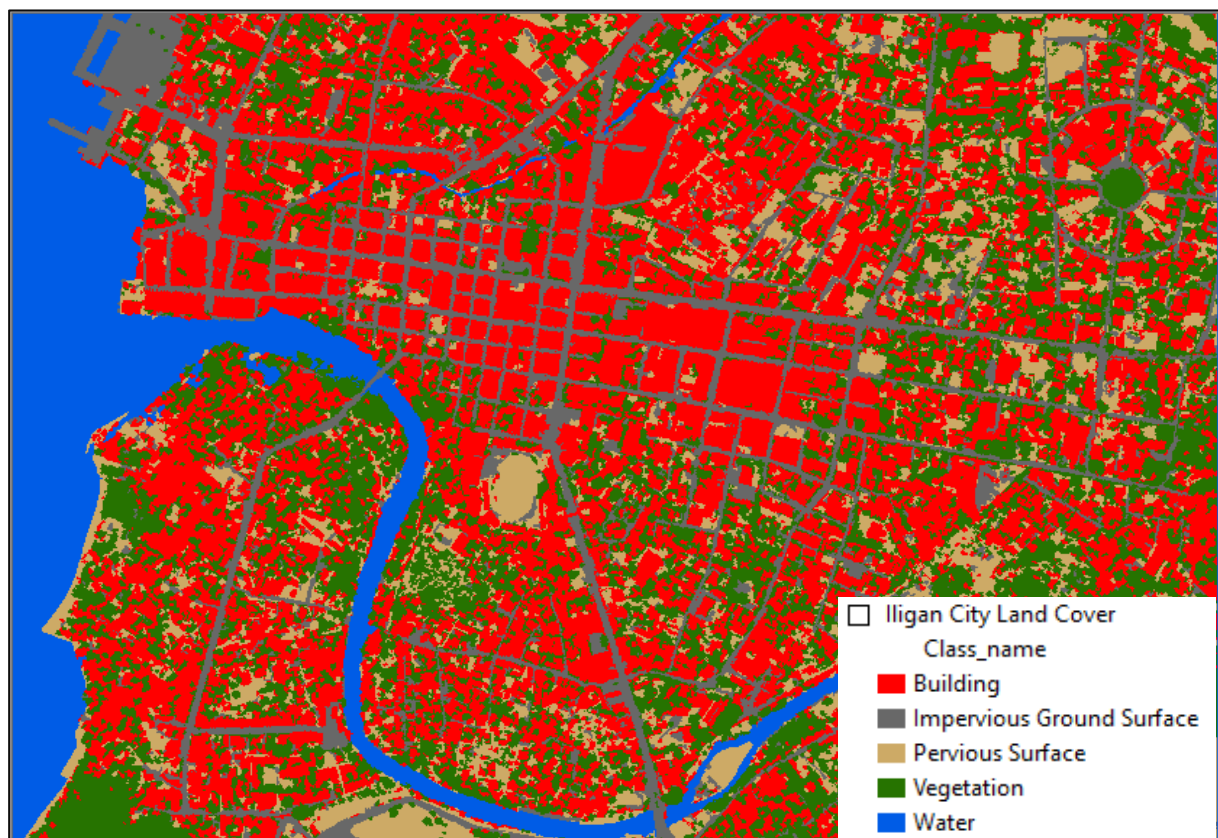 Iligan City Land Cover
Class_name
Building
Impervious Ground Surface
Pervious Surface
Vegetation
Water